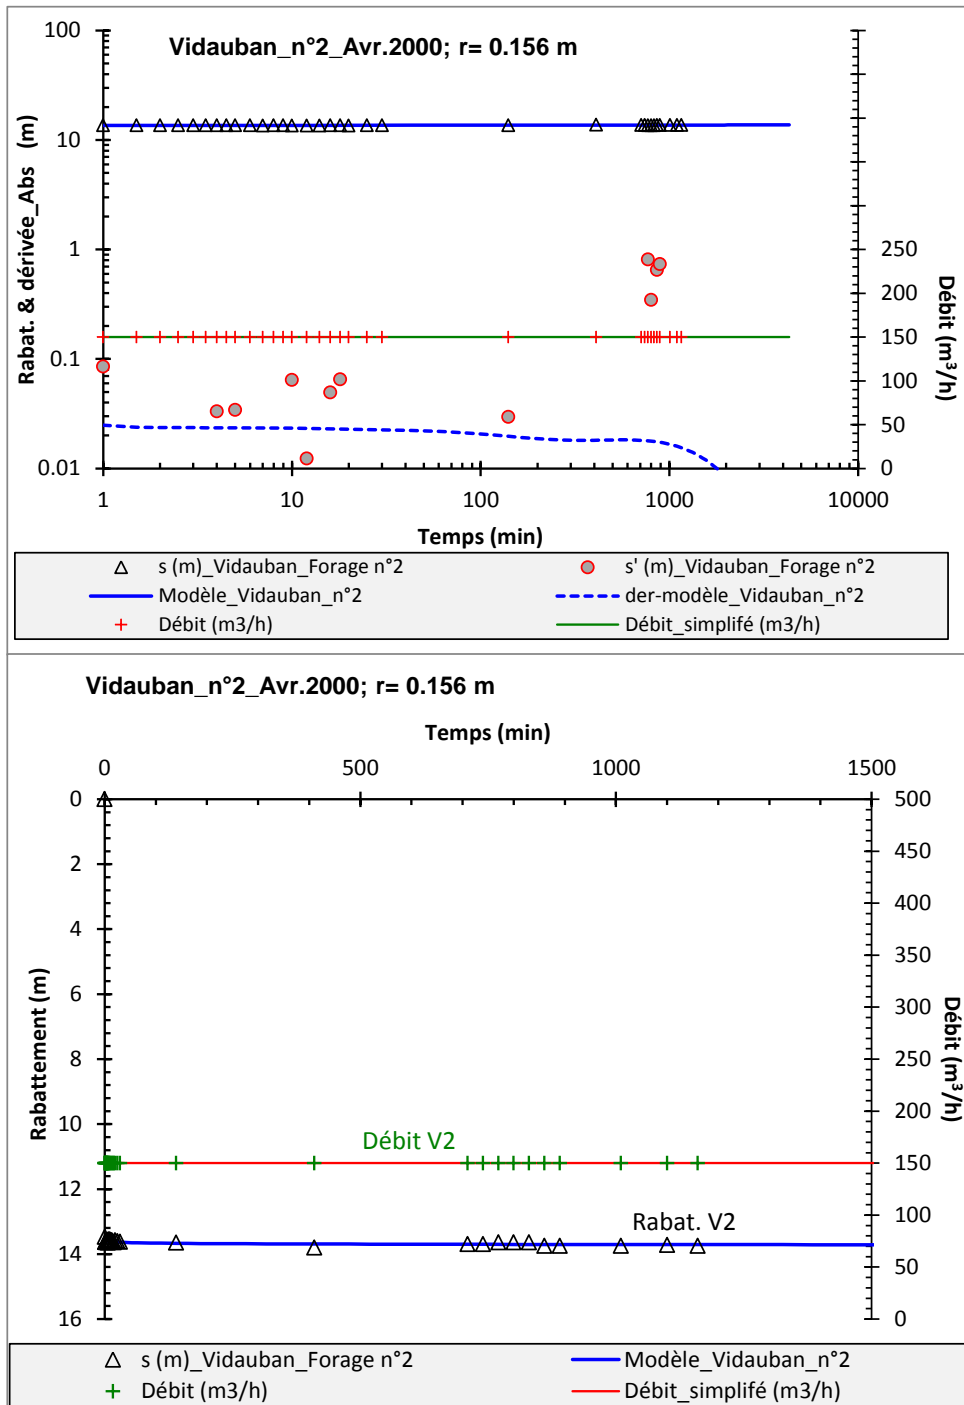 Vidauban_n°2_Avr.2000; r= 0.156 m
100
10
1
0.1
0.01
Rabat. & dérivée_Abs (m)
250
200
150
100
50
0
Débit (m³/h)
1 10 100 1000 10000
Temps (min)
s (m)_Vidauban_Forage n°2 s' (m)_Vidauban_Forage n°2
Modèle_Vidauban_n°2 der-modèle_Vidauban_n°2
Débit (m3/h) Débit_simplifé (m3/h)
Vidauban_n°2_Avr.2000; r= 0.156 m
Temps (min)
0 500 1000 1500
0
2
4
6
8
10
12
14
16
Rabattement (m)
500
450
400
350
300
250
200
150
100
50
0
Débit (m³/h)
Débit V2
Rabat. V2
s (m)_Vidauban_Forage n°2 Modèle_Vidauban_n°2
Débit (m3/h) Débit_simplifé (m3/h)